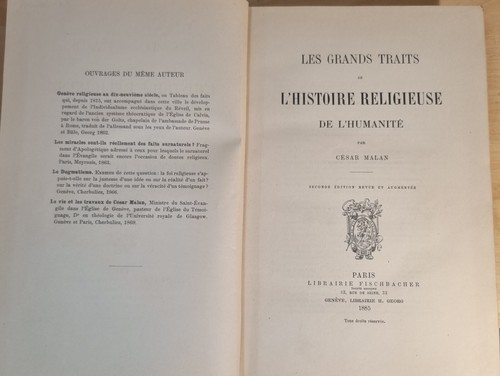 OUVRAGES DU MÊME AUTEUR
Genève religieuse au dix-neuvième siècle, ou Tableau des faits
qui, depuis 1815, ont accompagné dans cette ville le dévelop-
pement de l'Individualisme ecclésiastique du Réveil, mis en
regard de l'ancien système théocratique de l'Église de Calvin,
par le baron von der Goltz, chapelain de l'ambassade de Prusse
à Rome, traduit de l'allemand sous les yeux de l'auteur. Genève
et Bâle, Georg 1862.
Les miracles sont-ils réellement des faits surnaturels? Frag-
ment d'Apologétique adressé à ceux pour lesquels le surnaturel
dans l'Évangile serait encore l'occasion de doutes religieux.
Paris, Meyrueis, 1863.
Le Dogmatisme. Examen de cette question: la foi religieuse s'ap-
puie-t-elle sur la justesse d'une idée ou sur la réalité d'un fait?
sur la vérité d'une doctrine ou sur la véracité d'un témoignage?
Genève, Cherbuliez, 1866.
La vie et les travaux de Cesar Malan, Ministre du Saint-Évan-
gile dans l'Église de Genève, pasteur de l'Église du Témoi-
gnage, Dr en théologie de l'Université royale de Glasgow.
Genève et Paris, Cherbuliez, 1869.
LES GRANDS TRAITS
DE
L'HISTOIRE RELIGIEUSE
DE L'HUMANITÉ
PAR
CESAR MALAN
SECONDE ÉDITION REVUE ET AUGMENTÉE
PARIS
LIBRAIRIE FISCHBACHER
SOCIÉTÉ ANONYME
33, RUE DE SEINE, 33
GENÈVE, LIBRAIRIE H. GEORG
1885
Tous droits réservés.